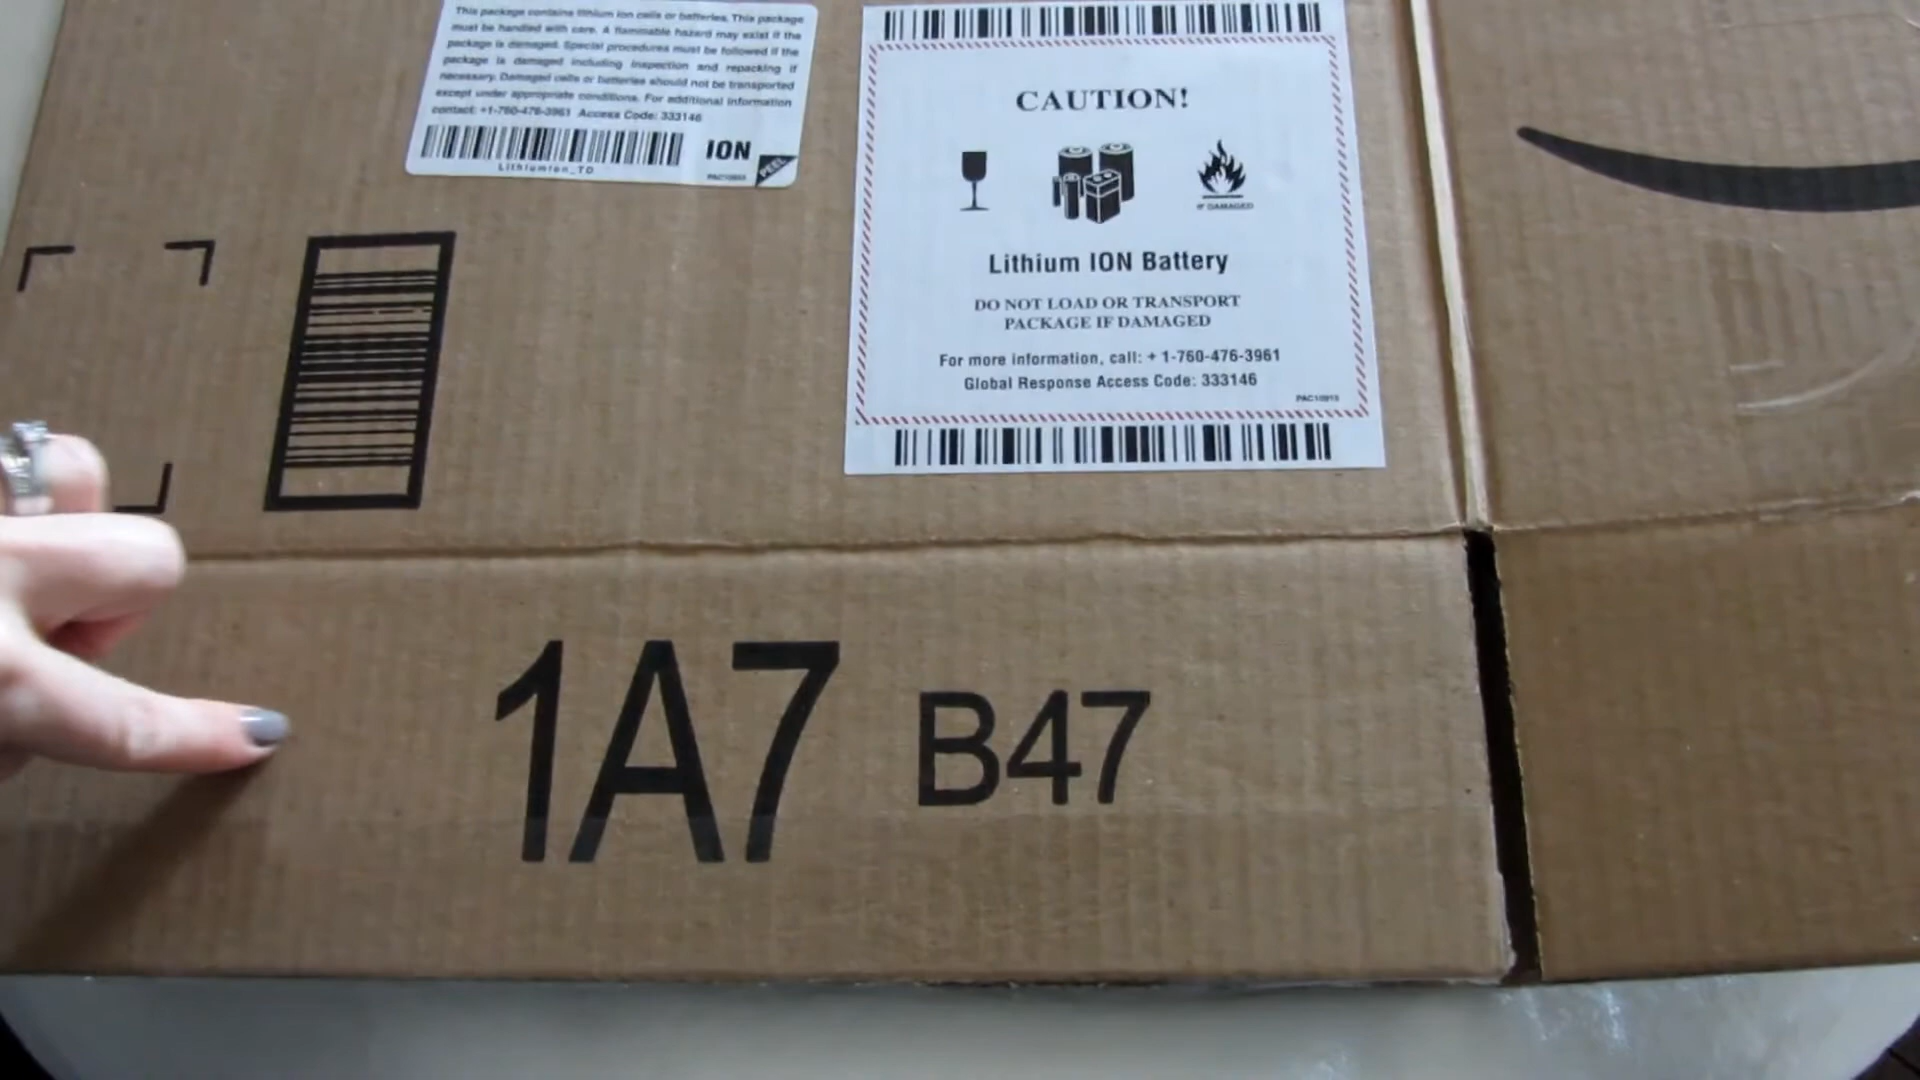 This package contains lithium ion cells or batteries. This package
must be handled with care. A flammable hazard may exist if the
package is damaged. Special procedures must be followed if the
package is damaged including inspection and repacking if
necessary. Damaged cells or batteries should not be transported
except under appropriate conditions. For additional information
contact: +1-760-476-3961 Access Code: 333146
ION
PEEL
LithiumIon_TD
CAUTION!
IF DAMAGED
Lithium ION Battery
DO NOT LOAD OR TRANSPORT
PACKAGE IF DAMAGED
For more information, call: + 1-760-476-3961
Global Response Access Code: 333146
1A7 B47